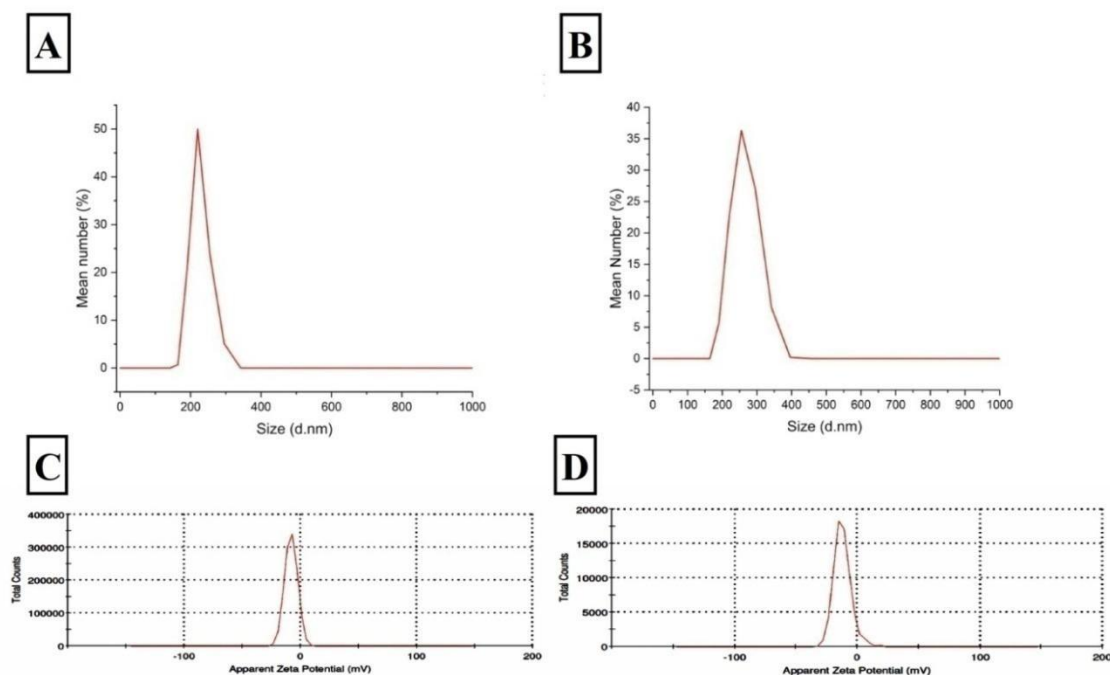 A
B
Mean number (%)
50
40
30
20
10
0
0 200 400 600 800 1000
Size (d.nm)
Mean Number (%)
40
35
30
25
20
15
10
5
0
-5
0 100 200 300 400 500 600 700 800 900 1000
Size (d.nm)
C
D
Total Counts
400000
300000
200000
100000
0
-100 0 100 200
Apparent Zeta Potential (mV)
Total Counts
20000
15000
10000
5000
0
-100 0 100 200
Apparent Zeta Potential (mV)